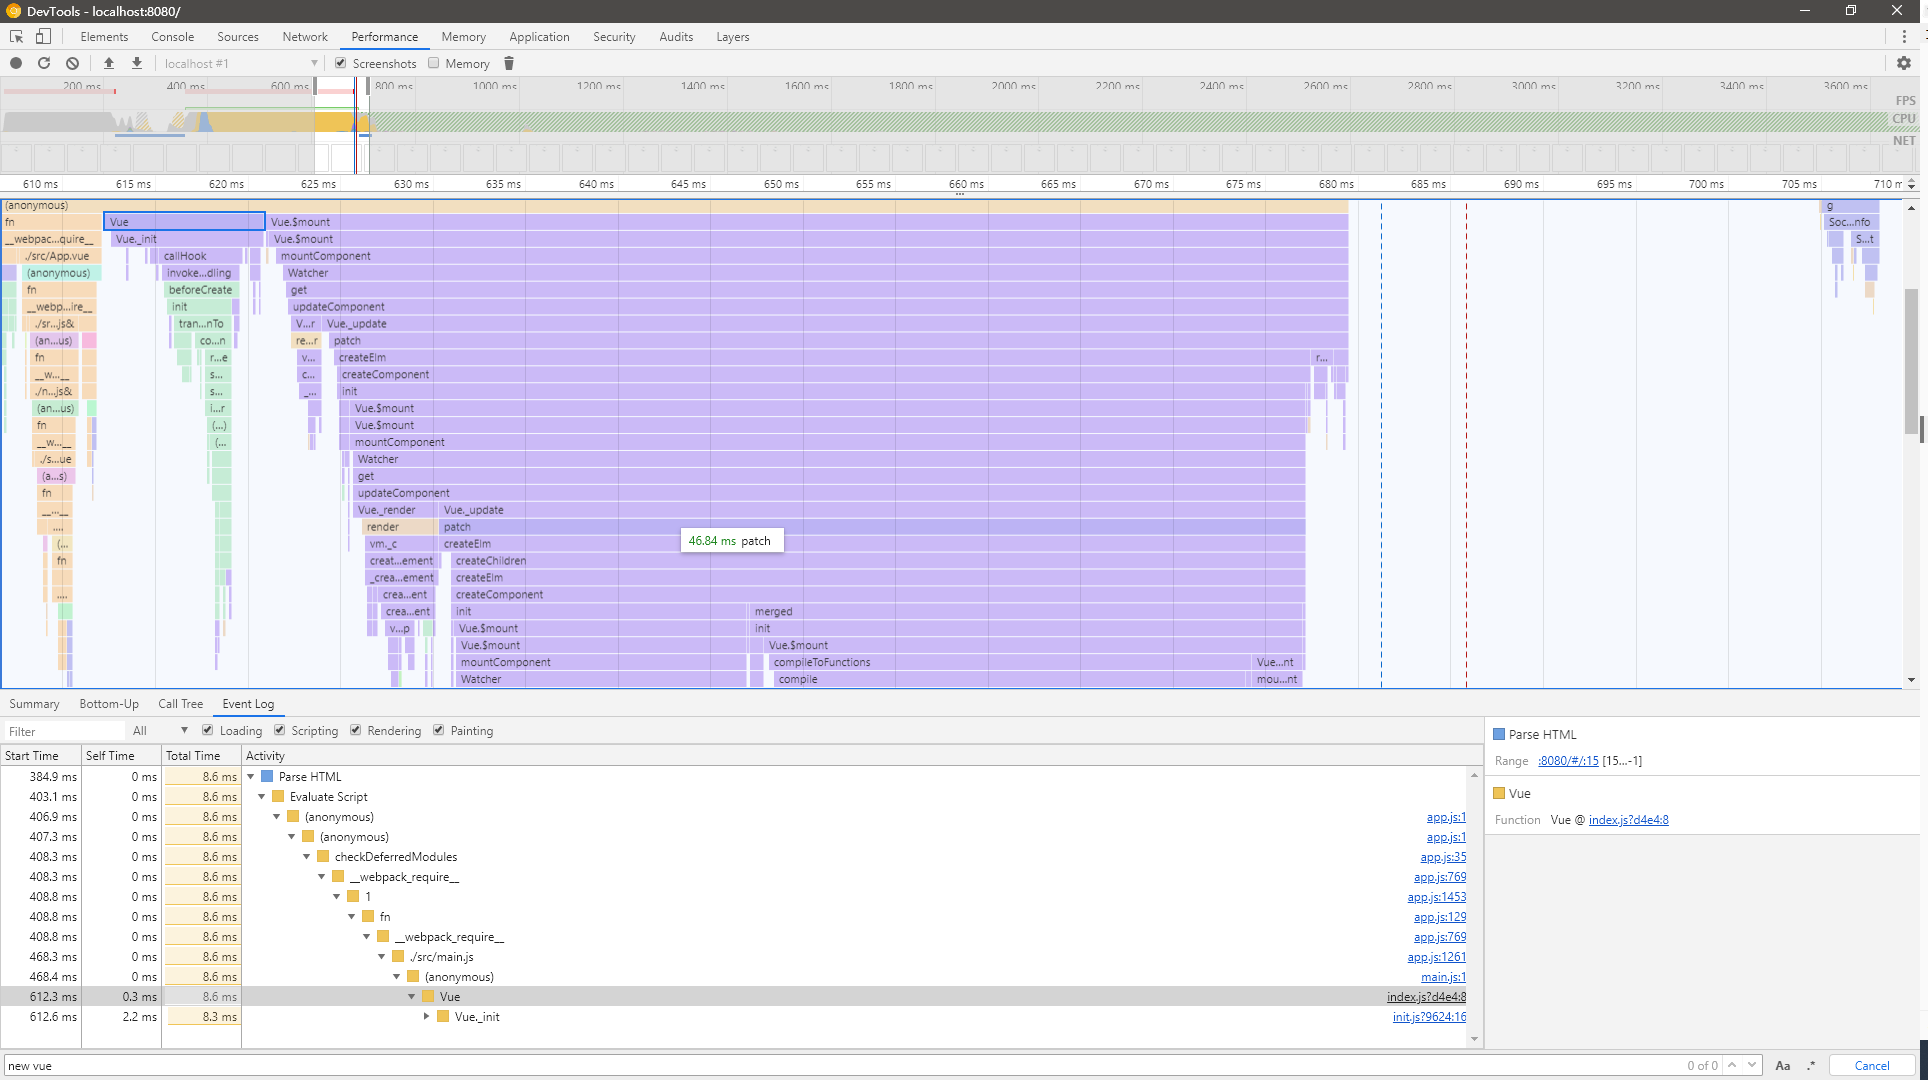 DevTools - localhost:8080/
Elements Console Sources Network Performance Memory Application Security Audits Layers
localhost #1 Screenshots Memory
200 ms 400 ms 600 ms 800 ms 1000 ms 1200 ms 1400 ms 1600 ms 1800 ms 2000 ms 2200 ms 2400 ms 2600 ms 2800 ms 3000 ms 3200 ms 3400 ms 3600 ms
FPS
CPU
NET
610 ms 615 ms 620 ms 625 ms 630 ms 635 ms 640 ms 645 ms 650 ms 655 ms 660 ms 665 ms 670 ms 675 ms 680 ms 685 ms 690 ms 695 ms 700 ms 705 ms 710 m
(anonymous) g
fn Vue Vue.$mount Soc...nfo
__webpac...quire__ Vue._init Vue.$mount S...t
./src/App.vue callHook mountComponent
(anonymous) invoke...dling Watcher
fn beforeCreate get
__webp...ire__ init updateComponent
./sr...js& tran...nTo V...r Vue._update
(an...us) co...n re...r patch
fn r...e v... createElm r...
__w...__ s... c... createComponent
./n...js& s... _... init
(an...us) i...r Vue.$mount
fn (...) Vue.$mount
__w...__ (... mountComponent
./s...ue Watcher
(a...s) get
fn updateComponent
__...__ Vue._render Vue._update
.... render patch
(... vm._c createElm
46.84 ms patch
fn creat...ement createChildren
_crea...ement createElm
.... crea...ent createComponent
crea...ent init merged
v...p Vue.$mount init
Vue.$mount Vue.$mount
mountComponent compileToFunctions Vue...nt
Watcher compile mou...nt
Summary Bottom-Up Call Tree Event Log
Filter All Loading Scripting Rendering Painting
Start Time Self Time Total Time Activity
384.9 ms 0 ms 8.6 ms Parse HTML
403.1 ms 0 ms 8.6 ms Evaluate Script
406.9 ms 0 ms 8.6 ms (anonymous) app.js:1
407.3 ms 0 ms 8.6 ms (anonymous) app.js:1
408.3 ms 0 ms 8.6 ms checkDeferredModules app.js:35
408.3 ms 0 ms 8.6 ms __webpack_require__ app.js:769
408.8 ms 0 ms 8.6 ms 1 app.js:1453
408.8 ms 0 ms 8.6 ms fn app.js:129
408.8 ms 0 ms 8.6 ms __webpack_require__ app.js:769
468.3 ms 0 ms 8.6 ms ./src/main.js app.js:1261
468.4 ms 0 ms 8.6 ms (anonymous) main.js:1
612.3 ms 0.3 ms 8.6 ms Vue index.js?d4e4:8
612.6 ms 2.2 ms 8.3 ms Vue._init init.js?9624:16
Parse HTML
Range :8080/#/:15 [15...-1]
Vue
Function Vue @ index.js?d4e4:8
new vue 0 of 0 Aa .* Cancel